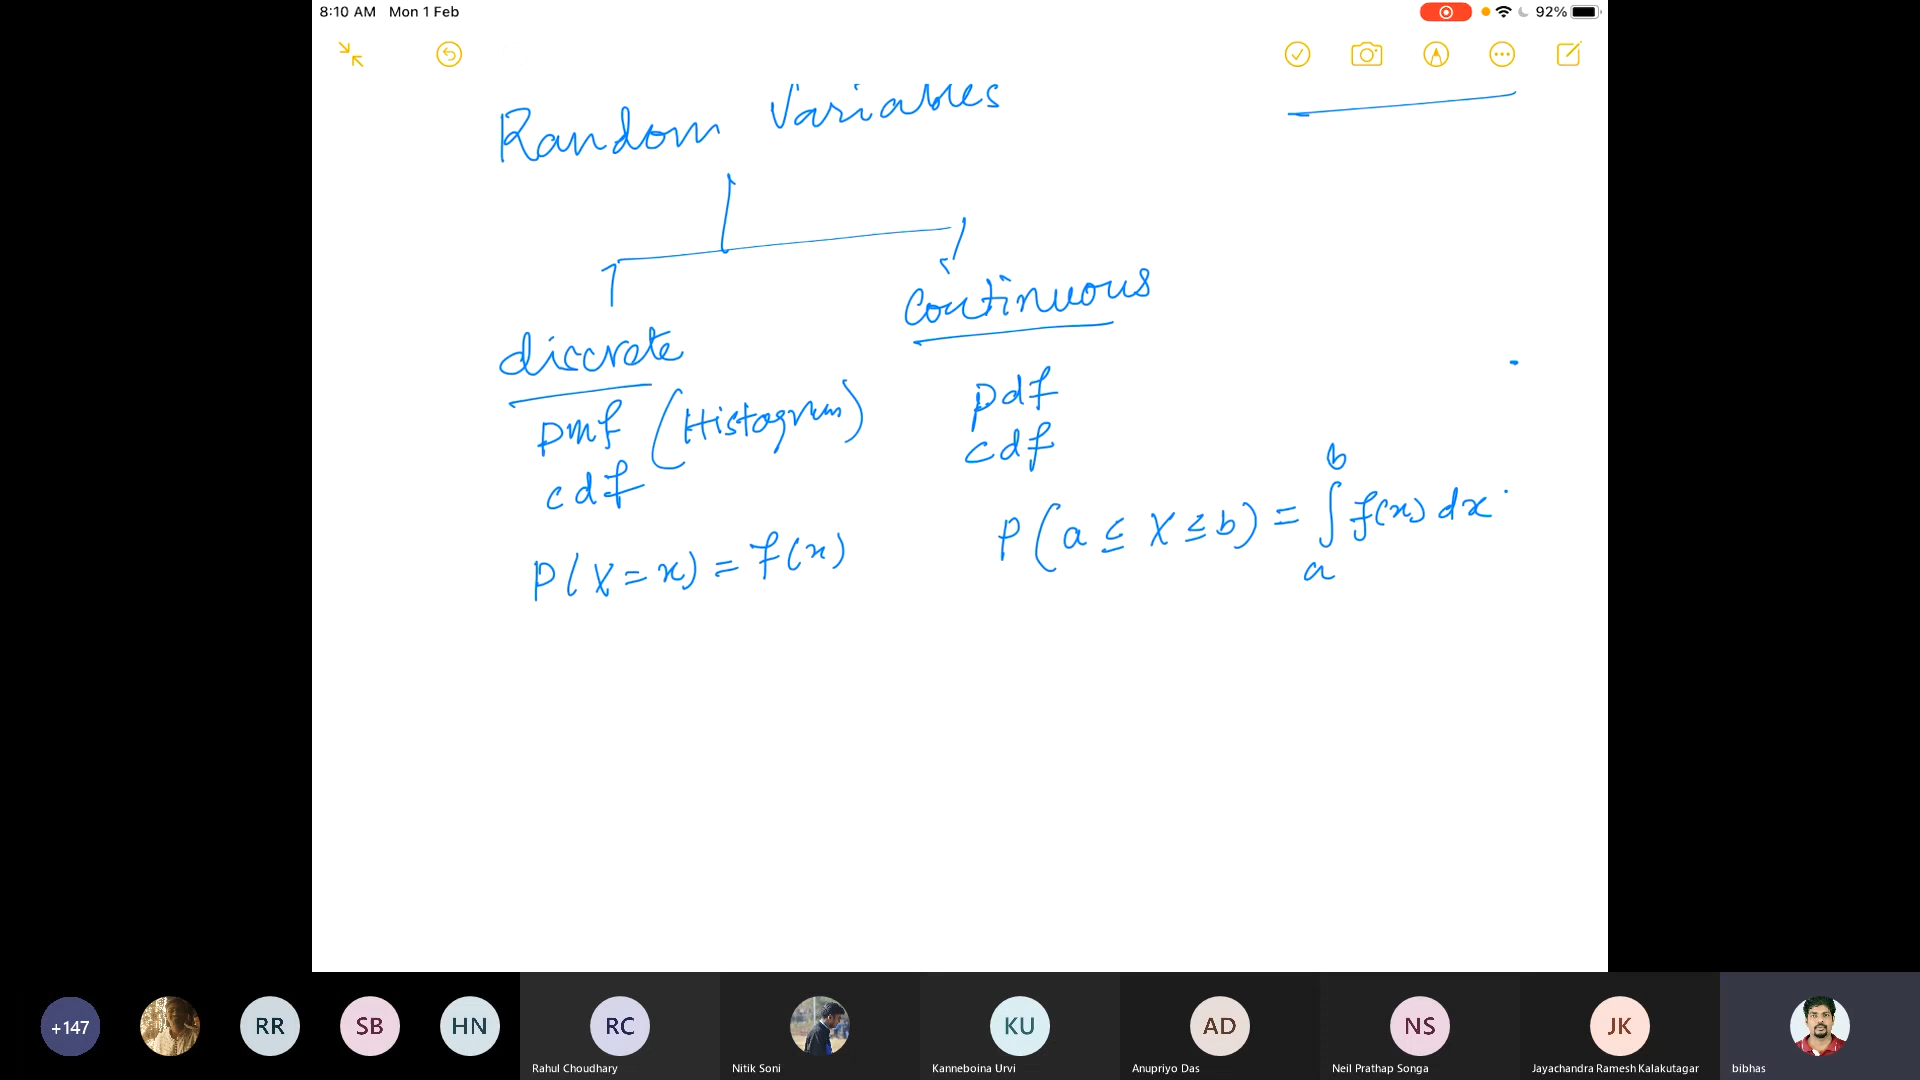 8:10 AM Mon 1 Feb 92%
Random Variables
discrete
pmf (Histogram)
cdf
P(X=x) = f(x)
Continuous
pdf
cdf
b
P(a ≤ X ≤ b) = ∫ f(x) dx
a
+147 RR SB HN RC KU AD NS JK
Rahul Choudhary Nitik Soni Kanneboina Urvi Anupriyo Das Neil Prathap Songa Jayachandra Ramesh Kalakutagar bibhas